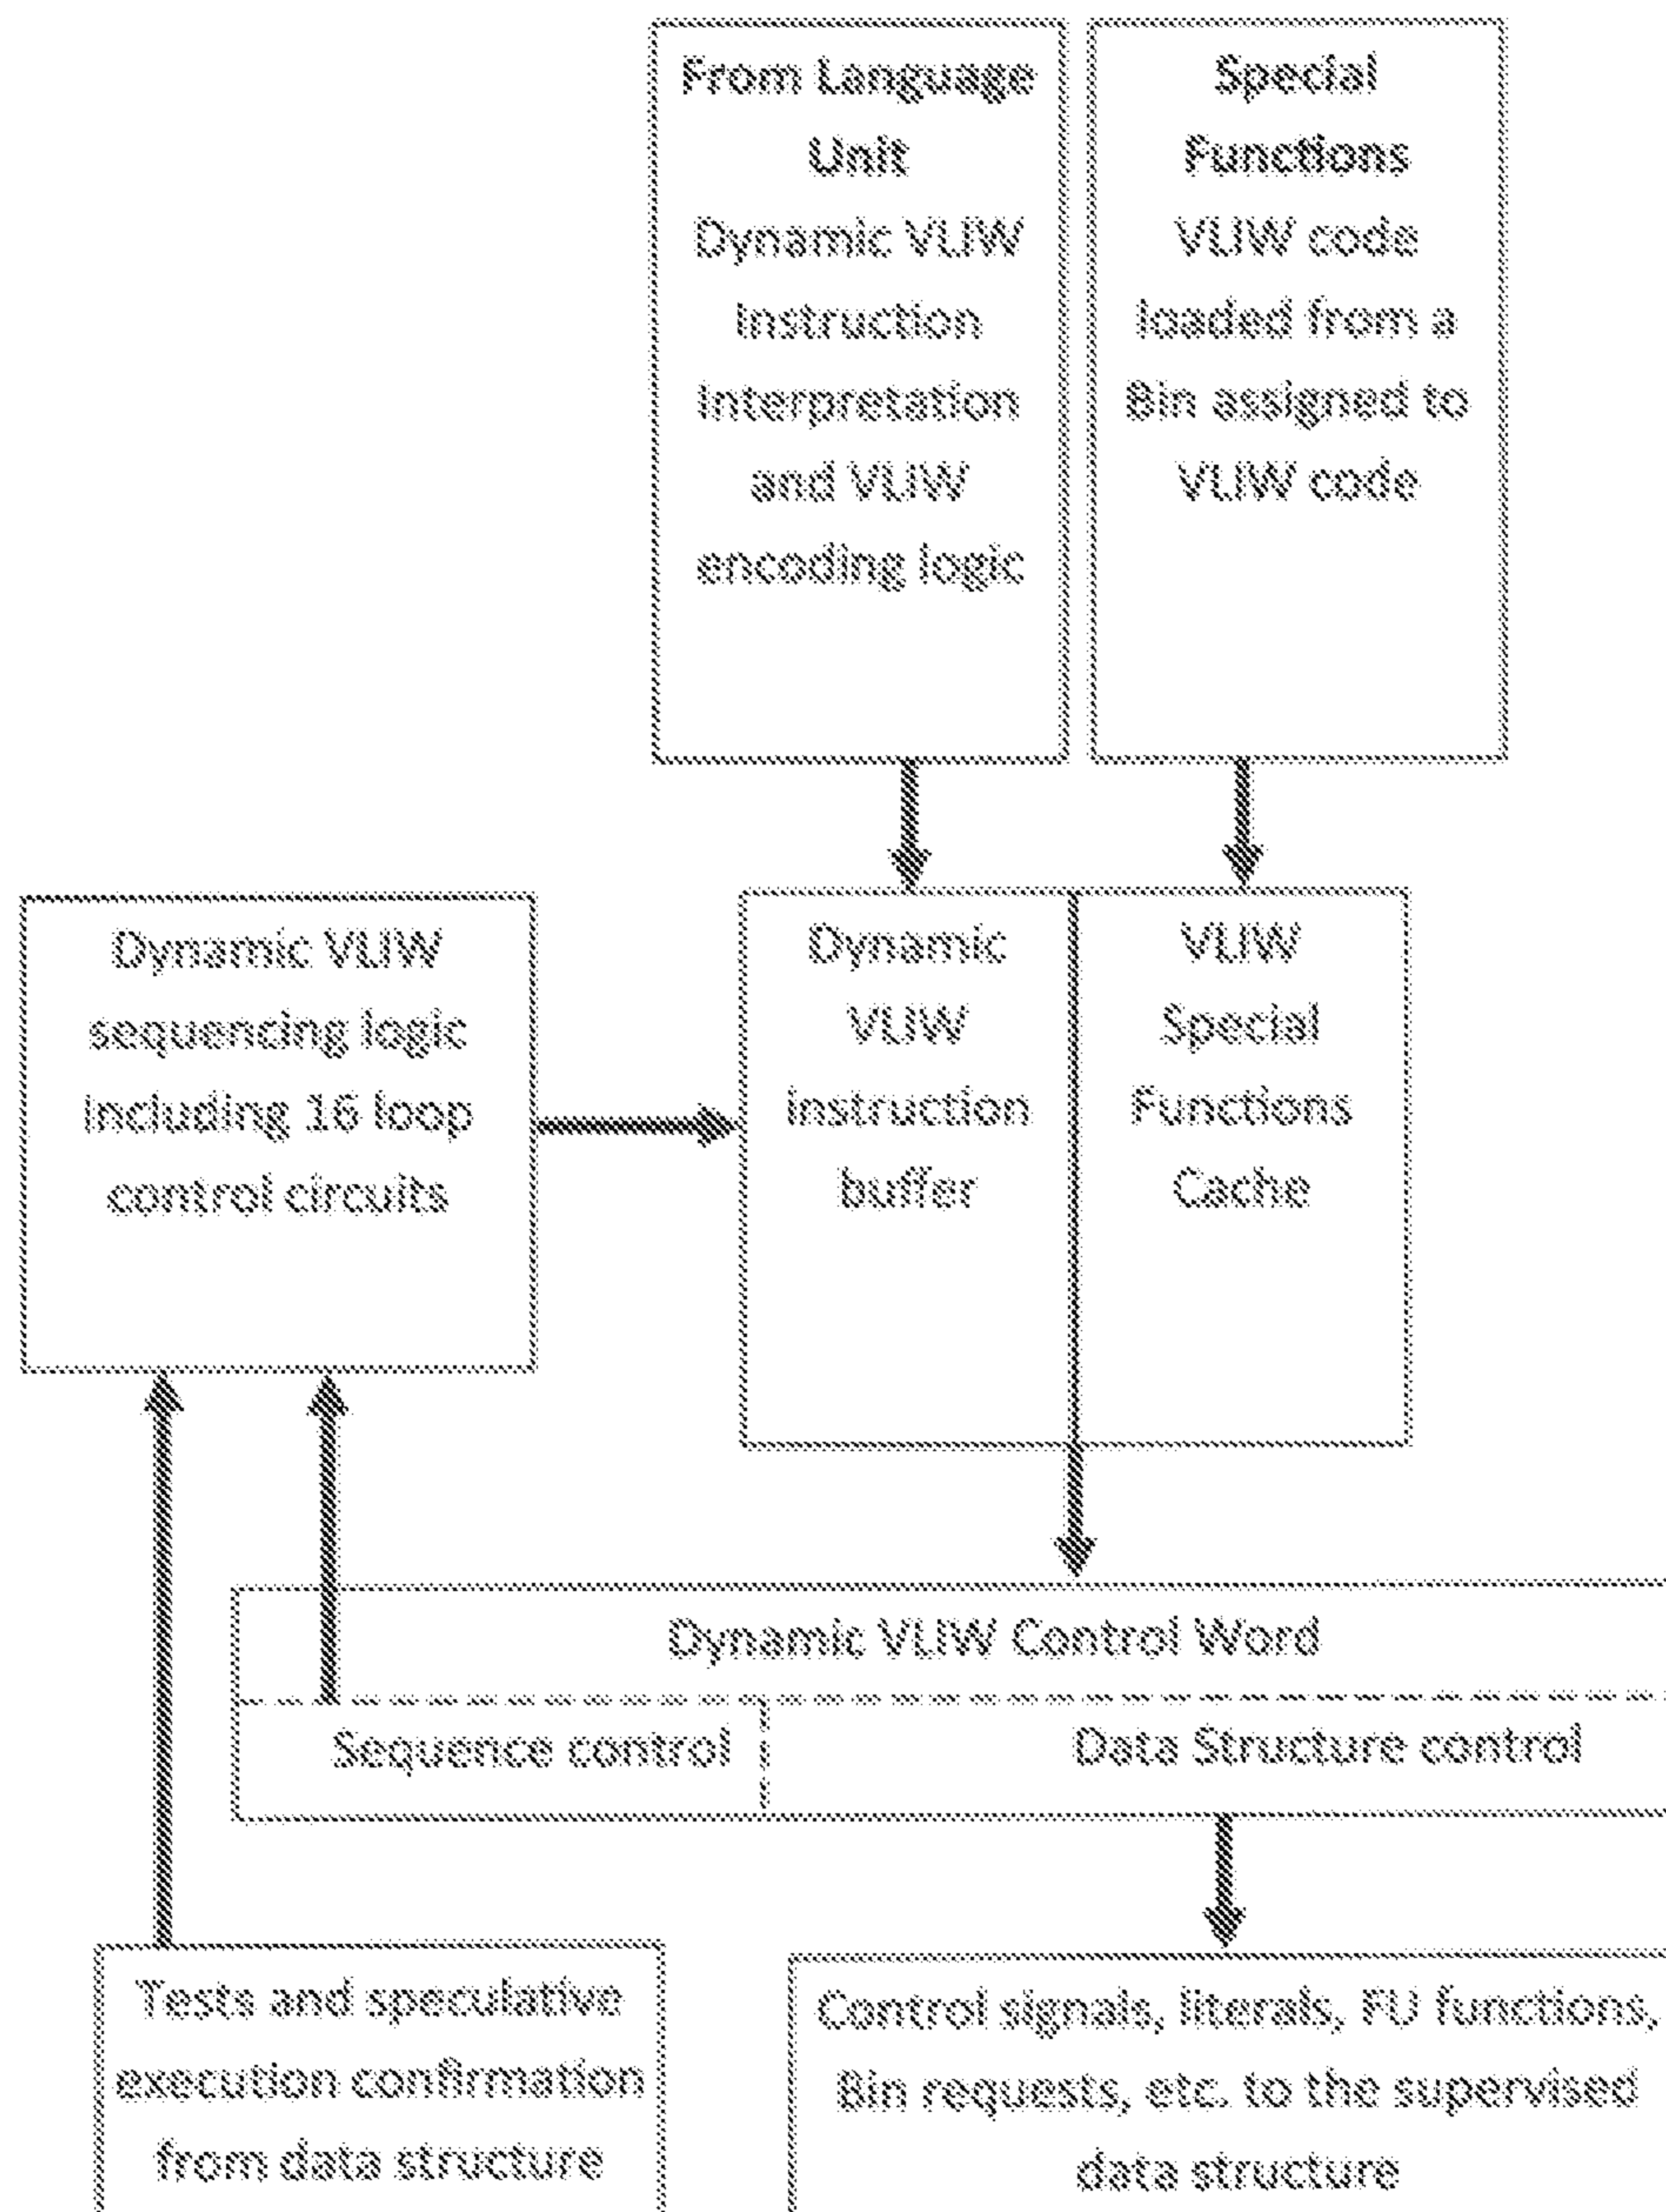 From Language
Unit
Dynamic VLIW
Instruction
Interpretation
and VLIW
encoding logic
Special
Functions
VLIW code
loaded from a
Bin assigned to
VLIW code
Dynamic VLIW
sequencing logic
including 16 loop
control circuits
Dynamic
VLIW
instruction
buffer
VLIW
Special
Functions
Cache
Dynamic VLIW Control Word
Sequence control
Data Structure control
Tests and speculative
execution confirmation
from data structure
Control signals, literals, FU functions,
Bin requests, etc. to the supervised
data structure